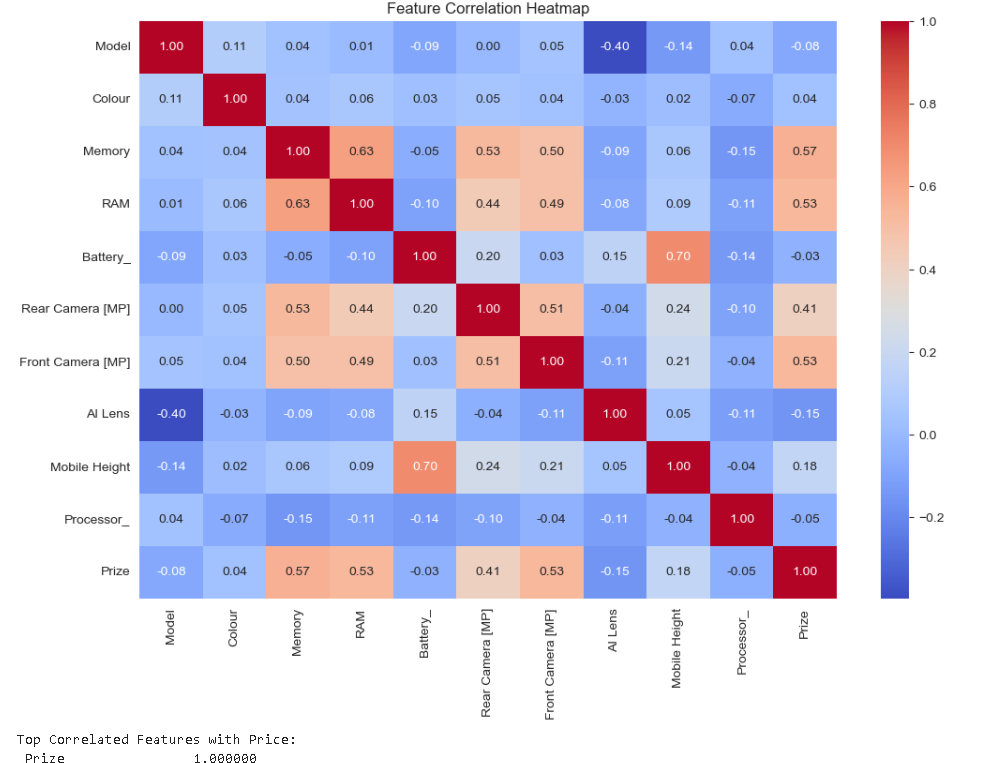 Feature Correlation Heatmap
Model 1.00 0.11 0.04 0.01 -0.09 0.00 0.05 -0.40 -0.14 0.04 -0.08
Colour 0.11 1.00 0.04 0.06 0.03 0.05 0.04 -0.03 0.02 -0.07 0.04
Memory 0.04 0.04 1.00 0.63 -0.05 0.53 0.50 -0.09 0.06 -0.15 0.57
RAM 0.01 0.06 0.63 1.00 -0.10 0.44 0.49 -0.08 0.09 -0.11 0.53
Battery_ -0.09 0.03 -0.05 -0.10 1.00 0.20 0.03 0.15 0.70 -0.14 -0.03
Rear Camera [MP] 0.00 0.05 0.53 0.44 0.20 1.00 0.51 -0.04 0.24 -0.10 0.41
Front Camera [MP] 0.05 0.04 0.50 0.49 0.03 0.51 1.00 -0.11 0.21 -0.04 0.53
AI Lens -0.40 -0.03 -0.09 -0.08 0.15 -0.04 -0.11 1.00 0.05 -0.11 -0.15
Mobile Height -0.14 0.02 0.06 0.09 0.70 0.24 0.21 0.05 1.00 -0.04 0.18
Processor_ 0.04 -0.07 -0.15 -0.11 -0.14 -0.10 -0.04 -0.11 -0.04 1.00 -0.05
Prize -0.08 0.04 0.57 0.53 -0.03 0.41 0.53 -0.15 0.18 -0.05 1.00
Model
Colour
Memory
RAM
Battery_
Rear Camera [MP]
Front Camera [MP]
AI Lens
Mobile Height
Processor_
Prize
1.0
0.8
0.6
0.4
0.2
0.0
-0.2
Top Correlated Features with Price:
Prize 1.000000